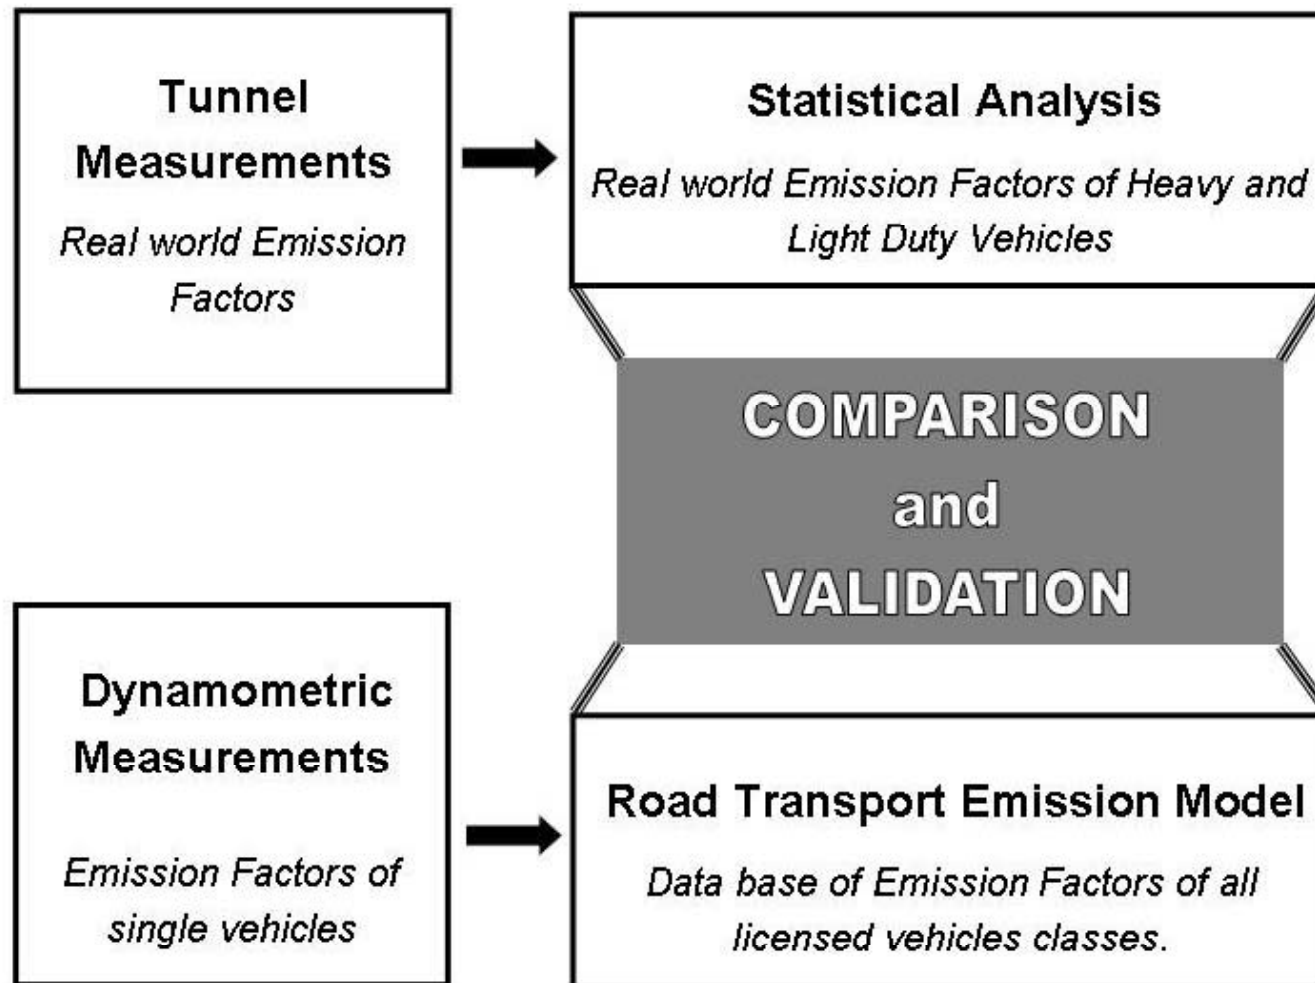 Tunnel
Measurements
Real world Emission
Factors
Statistical Analysis
Real world Emission Factors of Heavy and
Light Duty Vehicles
COMPARISON
and
VALIDATION
Dynamometric
Measurements
Emission Factors of
single vehicles
Road Transport Emission Model
Data base of Emission Factors of all
licensed vehicles classes.